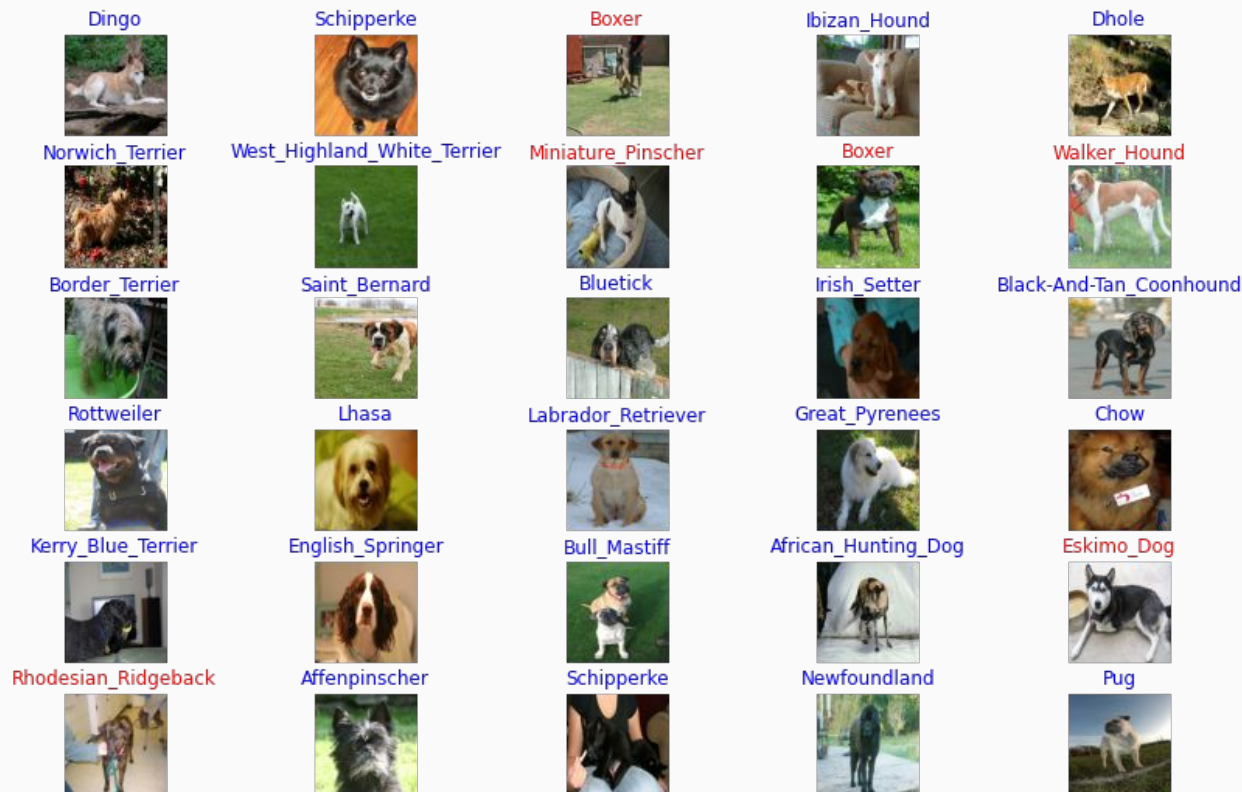 Dingo Schipperke Boxer Ibizan_Hound Dhole
Norwich_Terrier West_Highland_White_Terrier Miniature_Pinscher Boxer Walker_Hound
Border_Terrier Saint_Bernard Bluetick Irish_Setter Black-And-Tan_Coonhound
Rottweiler Lhasa Labrador_Retriever Great_Pyrenees Chow
Kerry_Blue_Terrier English_Springer Bull_Mastiff African_Hunting_Dog Eskimo_Dog
Rhodesian_Ridgeback Affenpinscher Schipperke Newfoundland Pug